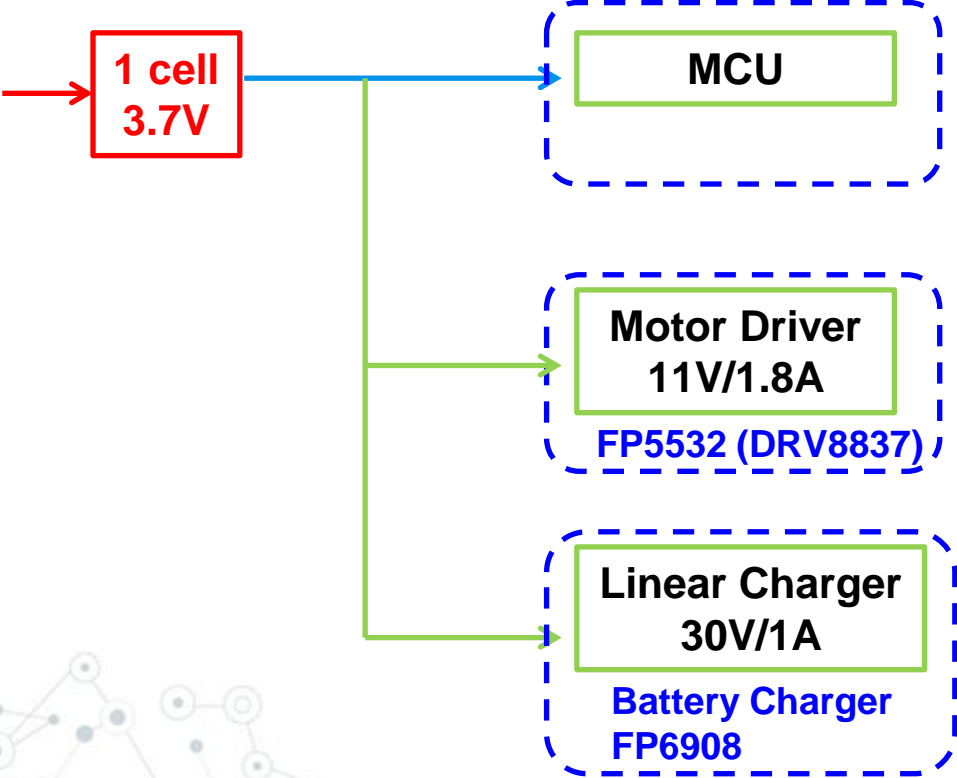 1 cell
3.7V
MCU
Motor Driver
11V/1.8A
FP5532 (DRV8837)
Linear Charger
30V/1A
Battery Charger
FP6908